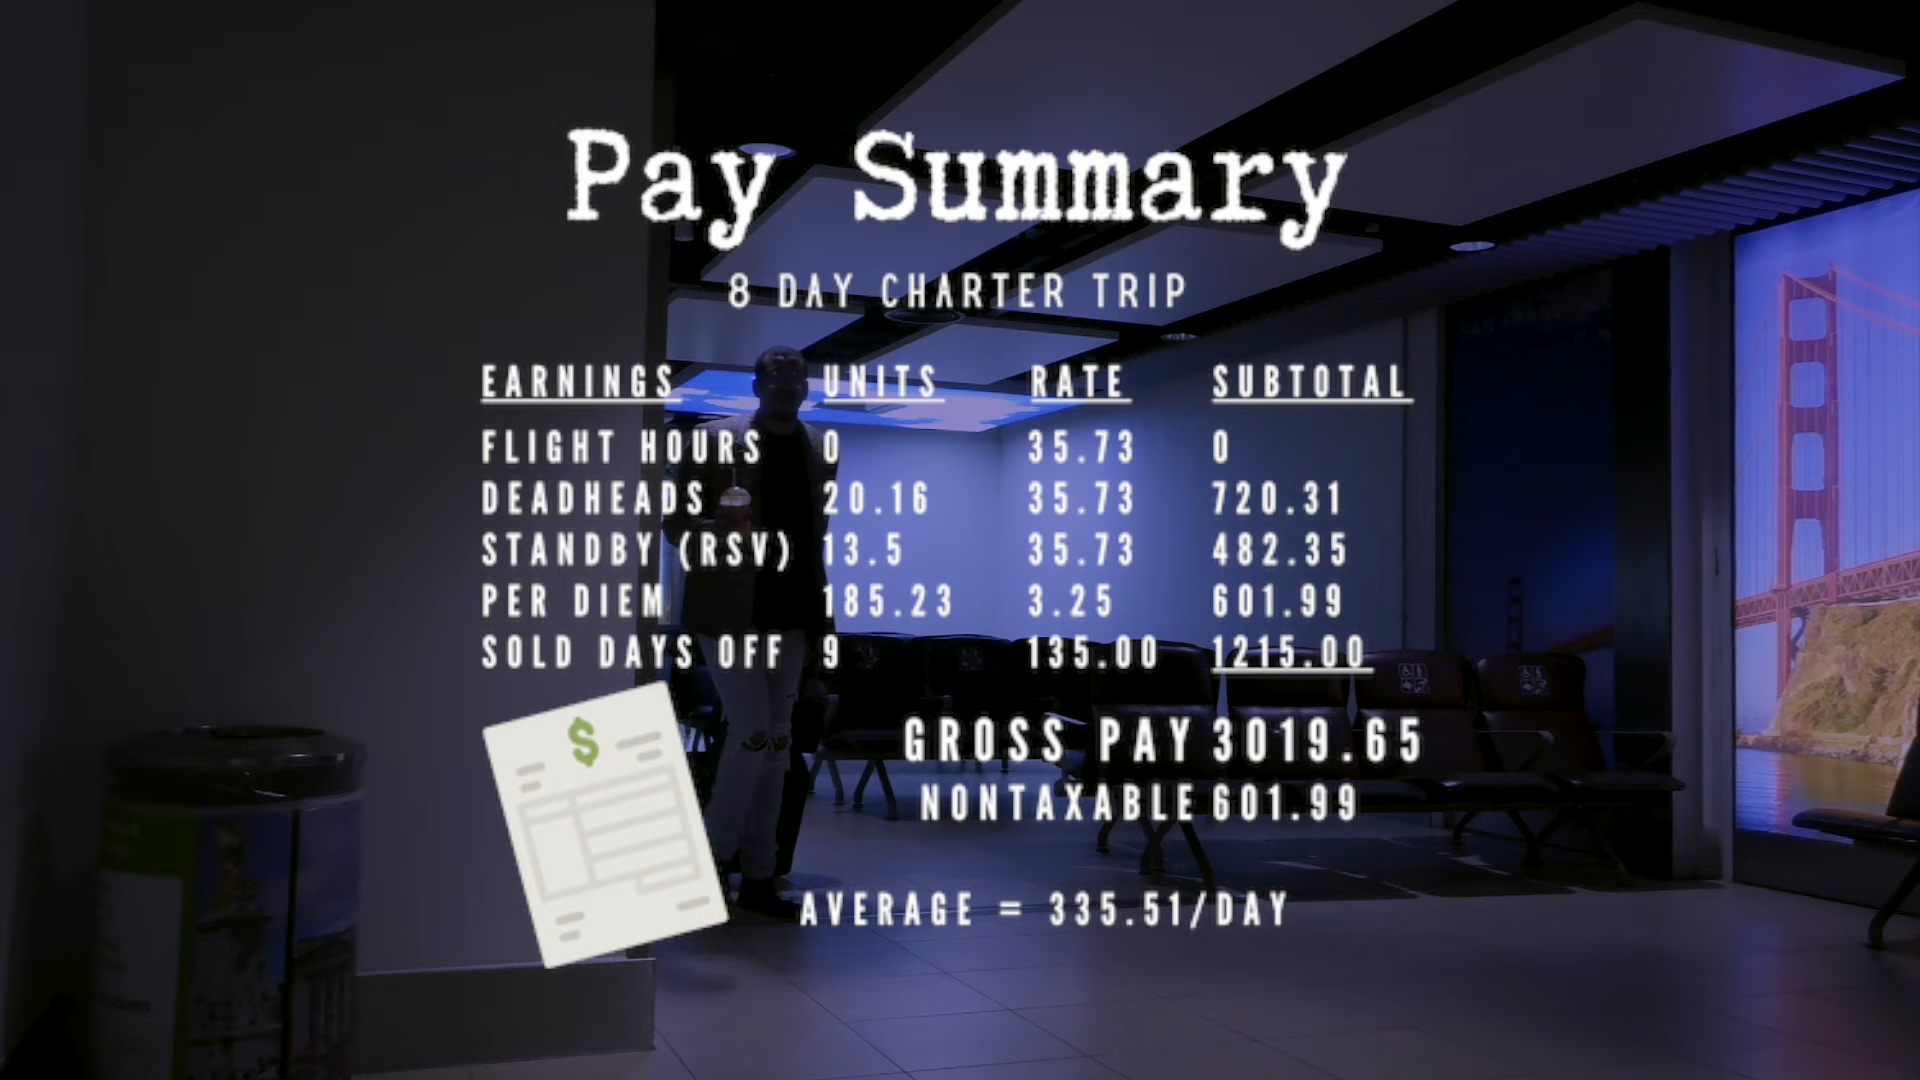 Pay Summary
8 DAY CHARTER TRIP
EARNINGS UNITS RATE SUBTOTAL
FLIGHT HOURS 0 35.73 0
DEADHEADS 20.16 35.73 720.31
STANDBY (RSV) 13.5 35.73 482.35
PER DIEM 185.23 3.25 601.99
SOLD DAYS OFF 9 135.00 1215.00
$
GROSS PAY 3019.65
NONTAXABLE 601.99
AVERAGE = 335.51/DAY